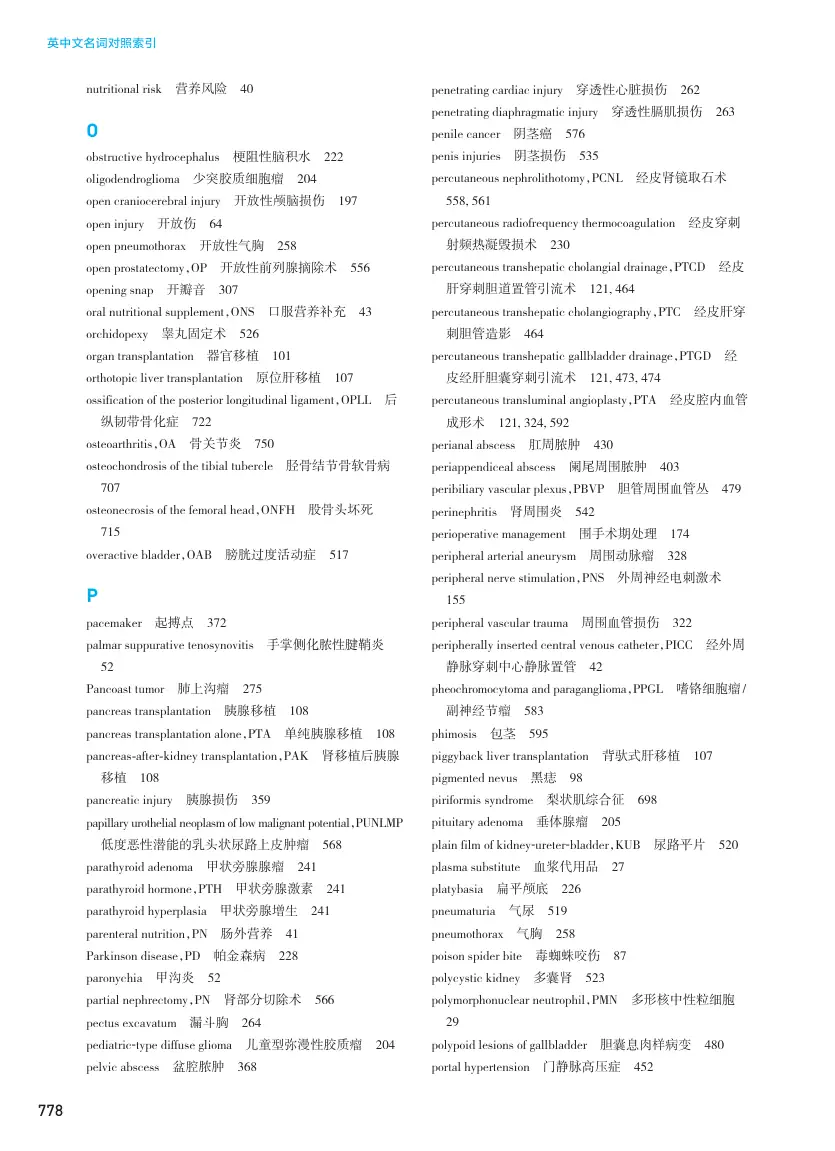 英中文名词对照索引
nutritional risk 营养风险 40
O
obstructive hydrocephalus 梗阻性脑积水 222
oligodendroglioma 少突胶质细胞瘤 204
open craniocerebral injury 开放性颅脑损伤 197
open injury 开放伤 64
open pneumothorax 开放性气胸 258
open prostatectomy,OP 开放性前列腺摘除术 556
opening snap 开瓣音 307
oral nutritional supplement,ONS 口服营养补充 43
orchidopexy 睾丸固定术 526
organ transplantation 器官移植 101
orthotopic liver transplantation 原位肝移植 107
ossification of the posterior longitudinal ligament,OPLL 后
纵韧带骨化症 722
osteoarthritis,OA 骨关节炎 750
osteochondrosis of the tibial tubercle 胫骨结节骨软骨病
707
osteonecrosis of the femoral head,ONFH 股骨头坏死
715
overactive bladder,OAB 膀胱过度活动症 517
P
pacemaker 起搏点 372
palmar suppurative tenosynovitis 手掌侧化脓性腱鞘炎
52
Pancoast tumor 肺上沟瘤 275
pancreas transplantation 胰腺移植 108
pancreas transplantation alone,PTA 单纯胰腺移植 108
pancreas-after-kidney transplantation,PAK 肾移植后胰腺
移植 108
pancreatic injury 胰腺损伤 359
papillary urothelial neoplasm of low malignant potential,PUNLMP
低度恶性潜能的乳头状尿路上皮肿瘤 568
parathyroid adenoma 甲状旁腺腺瘤 241
parathyroid hormone,PTH 甲状旁腺激素 241
parathyroid hyperplasia 甲状旁腺增生 241
parenteral nutrition,PN 肠外营养 41
Parkinson disease,PD 帕金森病 228
paronychia 甲沟炎 52
partial nephrectomy,PN 肾部分切除术 566
pectus excavatum 漏斗胸 264
pediatric-type diffuse glioma 儿童型弥漫性胶质瘤 204
pelvic abscess 盆腔脓肿 368
penetrating cardiac injury 穿透性心脏损伤 262
penetrating diaphragmatic injury 穿透性膈肌损伤 263
penile cancer 阴茎癌 576
penis injuries 阴茎损伤 535
percutaneous nephrolithotomy,PCNL 经皮肾镜取石术
558, 561
percutaneous radiofrequency thermocoagulation 经皮穿刺
射频热凝毁损术 230
percutaneous transhepatic cholangial drainage,PTCD 经皮
肝穿刺胆道置管引流术 121, 464
percutaneous transhepatic cholangiography,PTC 经皮肝穿
刺胆管造影 464
percutaneous transhepatic gallbladder drainage,PTGD 经
皮经肝胆囊穿刺引流术 121, 473, 474
percutaneous transluminal angioplasty,PTA 经皮腔内血管
成形术 121, 324, 592
perianal abscess 肛周脓肿 430
periappendiceal abscess 阑尾周围脓肿 403
peribiliary vascular plexus,PBVP 胆管周围血管丛 479
perinephritis 肾周围炎 542
perioperative management 围手术期处理 174
peripheral arterial aneurysm 周围动脉瘤 328
peripheral nerve stimulation,PNS 外周神经电刺激术
155
peripheral vascular trauma 周围血管损伤 322
peripherally inserted central venous catheter,PICC 经外周
静脉穿刺中心静脉置管 42
pheochromocytoma and paraganglioma,PPGL 嗜铬细胞瘤/
副神经节瘤 583
phimosis 包茎 595
piggyback liver transplantation 背驮式肝移植 107
pigmented nevus 黑痣 98
piriformis syndrome 梨状肌综合征 698
pituitary adenoma 垂体腺瘤 205
plain film of kidney-ureter-bladder,KUB 尿路平片 520
plasma substitute 血浆代用品 27
platybasia 扁平颅底 226
pneumaturia 气尿 519
pneumothorax 气胸 258
poison spider bite 毒蜘蛛咬伤 87
polycystic kidney 多囊肾 523
polymorphonuclear neutrophil,PMN 多形核中性粒细胞
29
polypoid lesions of gallbladder 胆囊息肉样病变 480
portal hypertension 门静脉高压症 452
778